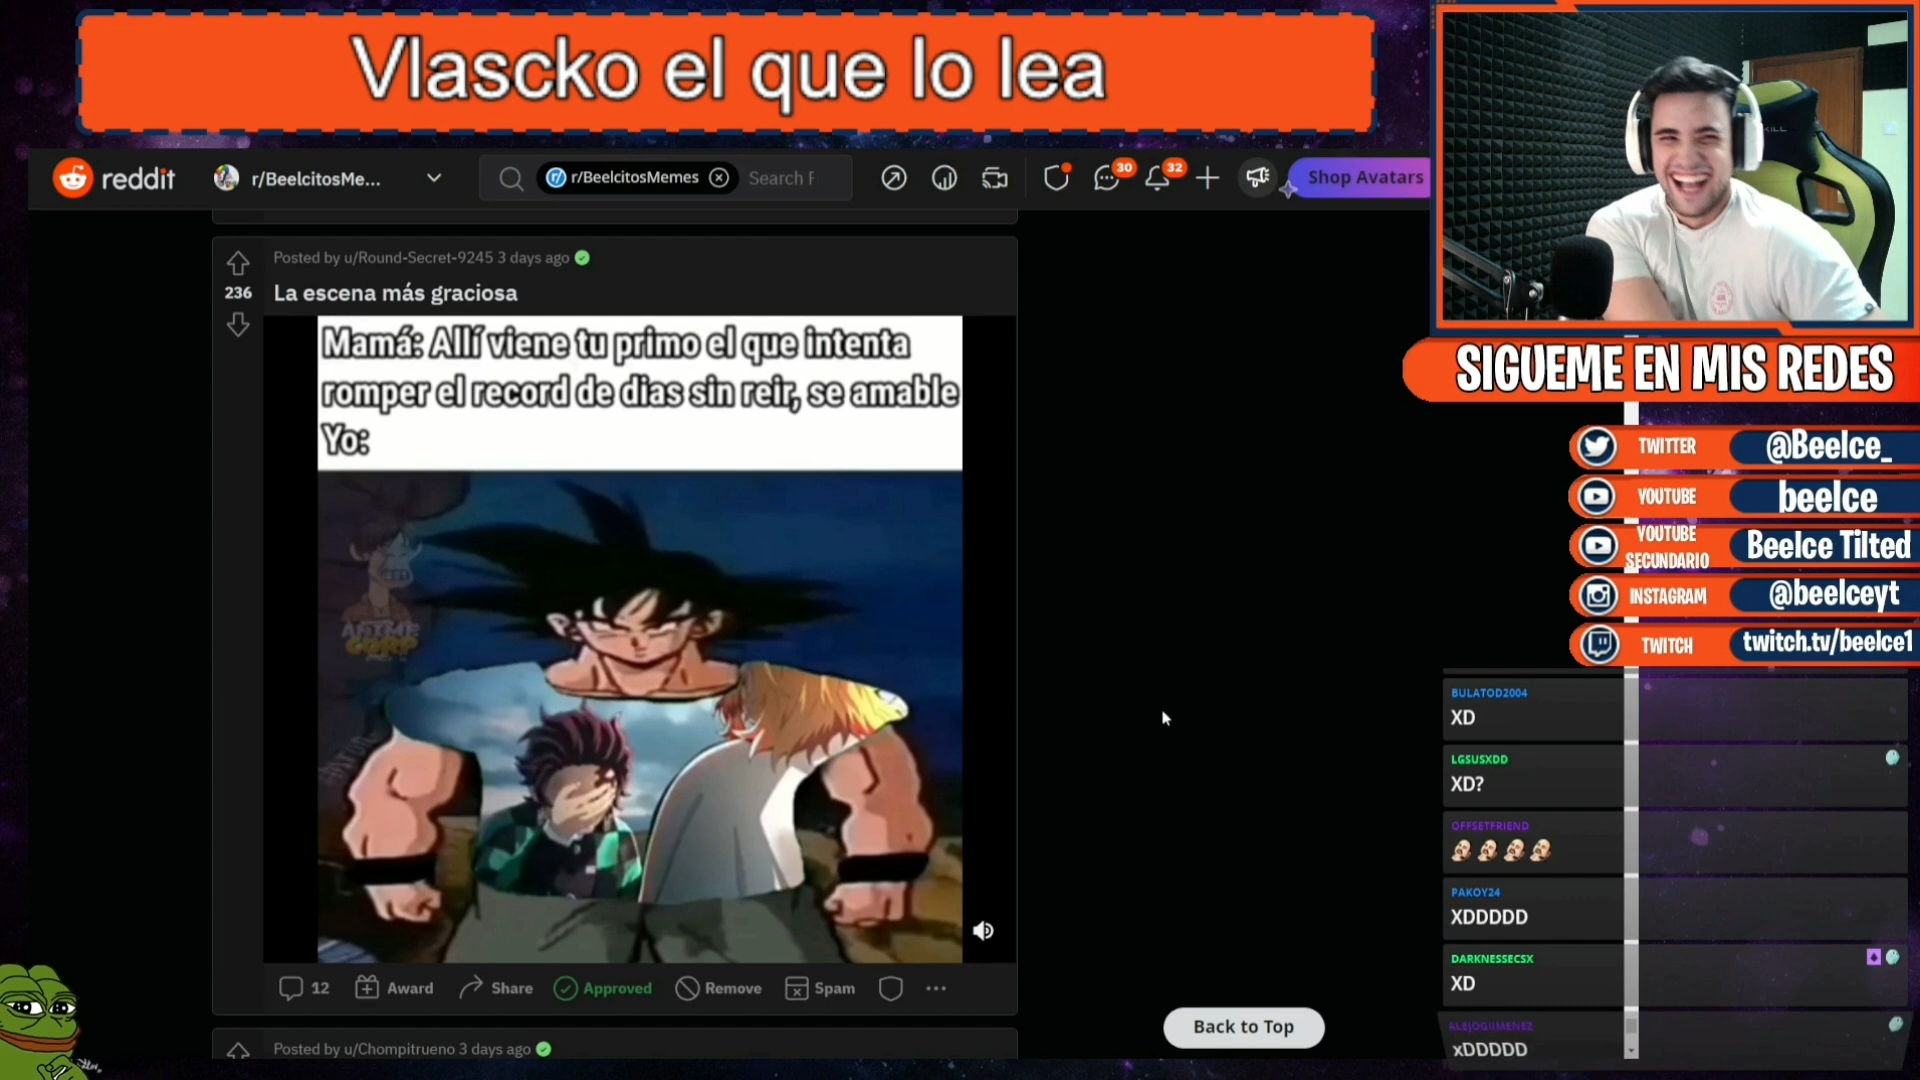 Vlascko el que lo lea
reddit
r/BeelcitosMe...
r/BeelcitosMemes
Search F
30
32
Shop Avatars
Posted by u/Round-Secret-9245 3 days ago
236
La escena más graciosa
Mamá: Allí viene tu primo el que intenta
romper el record de dias sin reir, se amable
Yo:
ANIME
CORP
12
Award
Share
Approved
Remove
Spam
Back to Top
Posted by u/Chompitrueno 3 days ago
SIGUEME EN MIS REDES
TWITTER
@Beelce_
YOUTUBE
beelce
YOUTUBE
SECUNDARIO
Beelce Tilted
INSTAGRAM
@beelceyt
TWITCH
twitch.tv/beelce1
BULATOD2004
XD
LGSUSXDD
XD?
OFFSETFRIEND
PAKOY24
XDDDDD
DARKNESSECSX
XD
ALEJOGIIMENEZ
xDDDDD